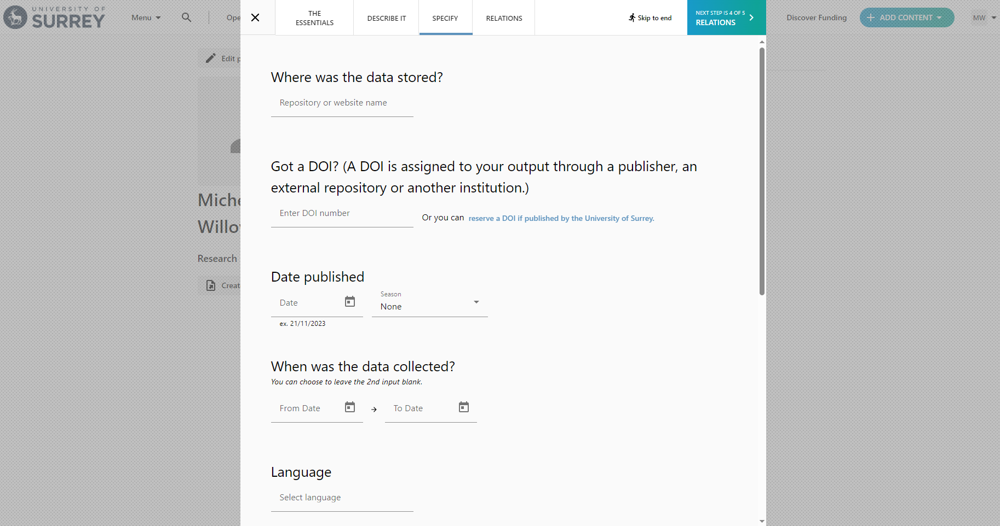 UNIVERSITY OF
SURREY
Menu
Ope
THE
ESSENTIALS
DESCRIBE IT
SPECIFY
RELATIONS
Skip to end
NEXT STEP IS 4 OF 5
RELATIONS
Discover Funding
ADD CONTENT
MW
Edit p
Where was the data stored?
Repository or website name
Got a DOI? (A DOI is assigned to your output through a publisher, an
external repository or another institution.)
Enter DOI number
Or you can reserve a DOI if published by the University of Surrey.
Miche
Willo
Research
Creat
Date published
Date
Season
None
ex. 21/11/2023
When was the data collected?
You can choose to leave the 2nd input blank.
From Date
To Date
Language
Select language